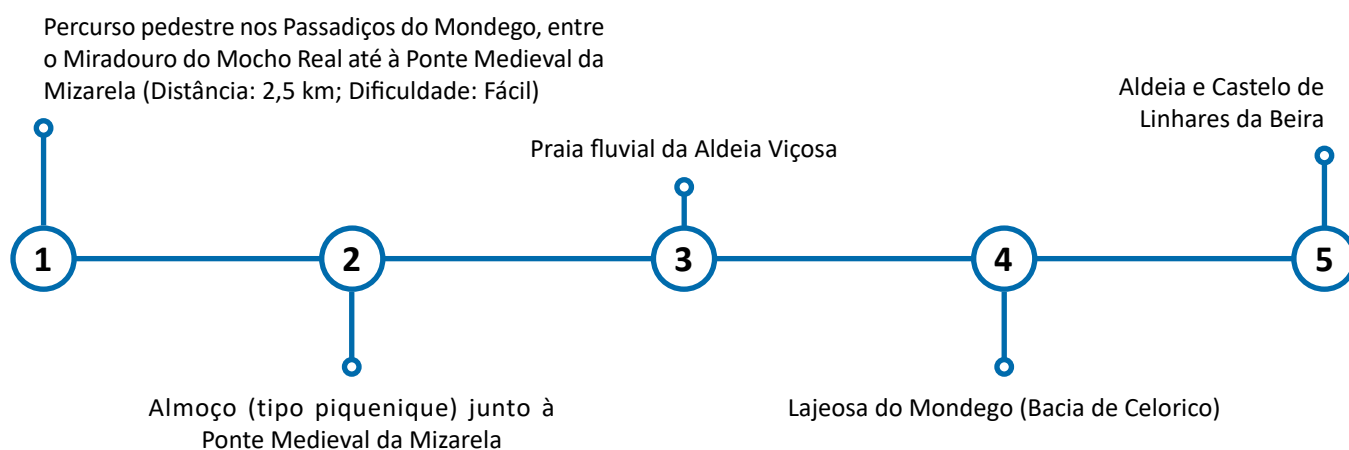 Percurso pedestre nos Passadiços do Mondego, entre
o Miradouro do Mocho Real até à Ponte Medieval da
Mizarela (Distância: 2,5 km; Dificuldade: Fácil)
Aldeia e Castelo de
Linhares da Beira
Praia fluvial da Aldeia Viçosa
1
2
3
4
5
Almoço (tipo piquenique) junto à
Ponte Medieval da Mizarela
Lajeosa do Mondego (Bacia de Celorico)